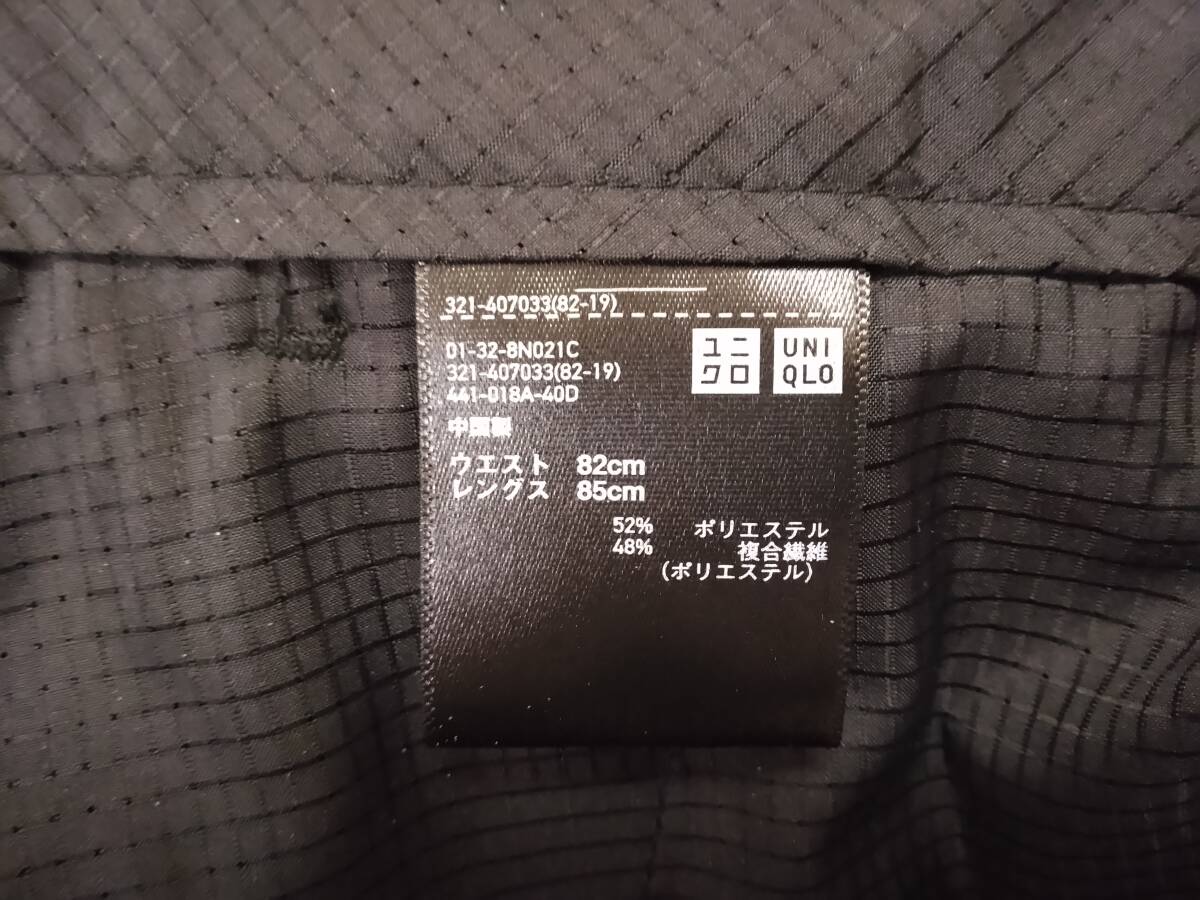 321-407033(82-19)
ユニ
クロ
UNI
QLO
01-32-8N021C
321-407033(82-19)
441-018A-40D
中国製
ウエスト 82cm
レングス 85cm
52% ポリエステル
48% 複合繊維
(ポリエステル)